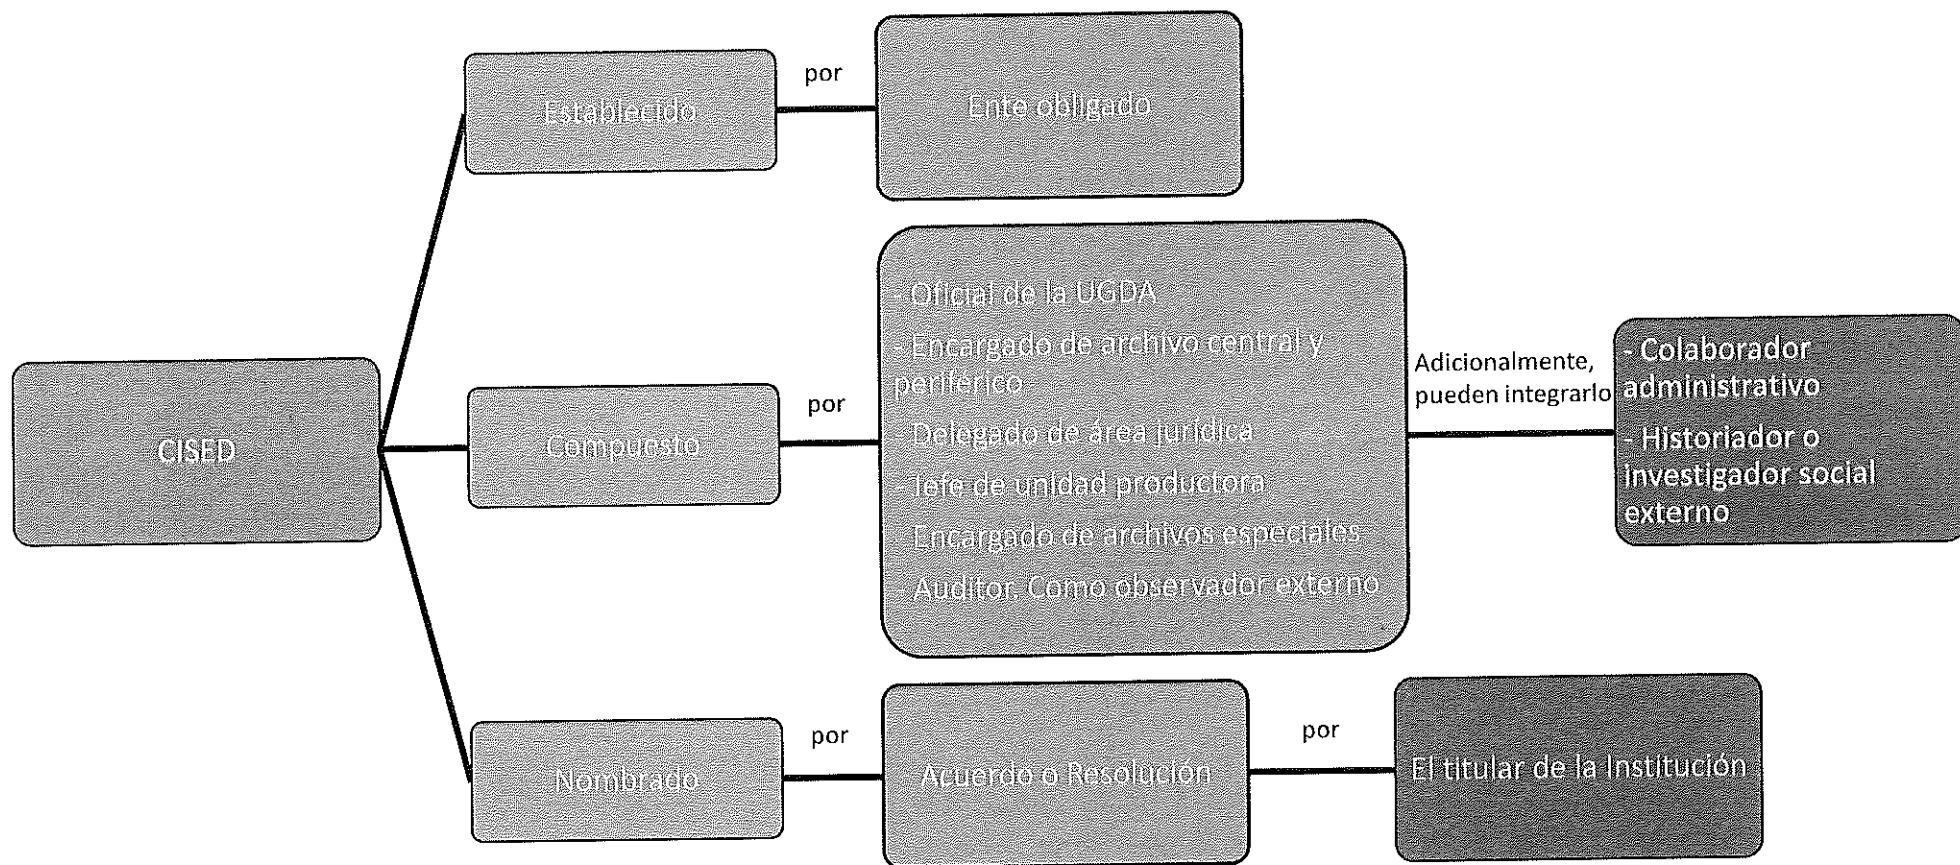 CISED
Establecido
por
Ente obligado
Compuesto
por
- Oficial de la UGDA
- Encargado de archivo central y
periférico
- Delegado de área jurídica
- Jefe de unidad productora
- Encargado de archivos especiales
- Auditor. Como observador externo
Adicionalmente,
pueden integrarlo
- Colaborador
administrativo
- Historiador o
investigador social
externo
Nombrado
por
Acuerdo o Resolución
por
El titular de la Institución